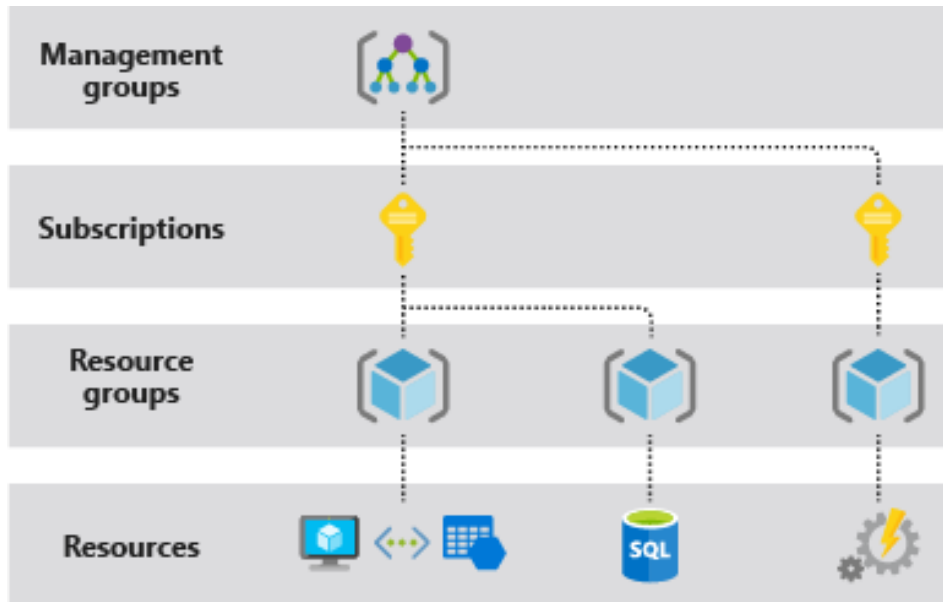 Management
groups
Subscriptions
Resource
groups
Resources
SQL